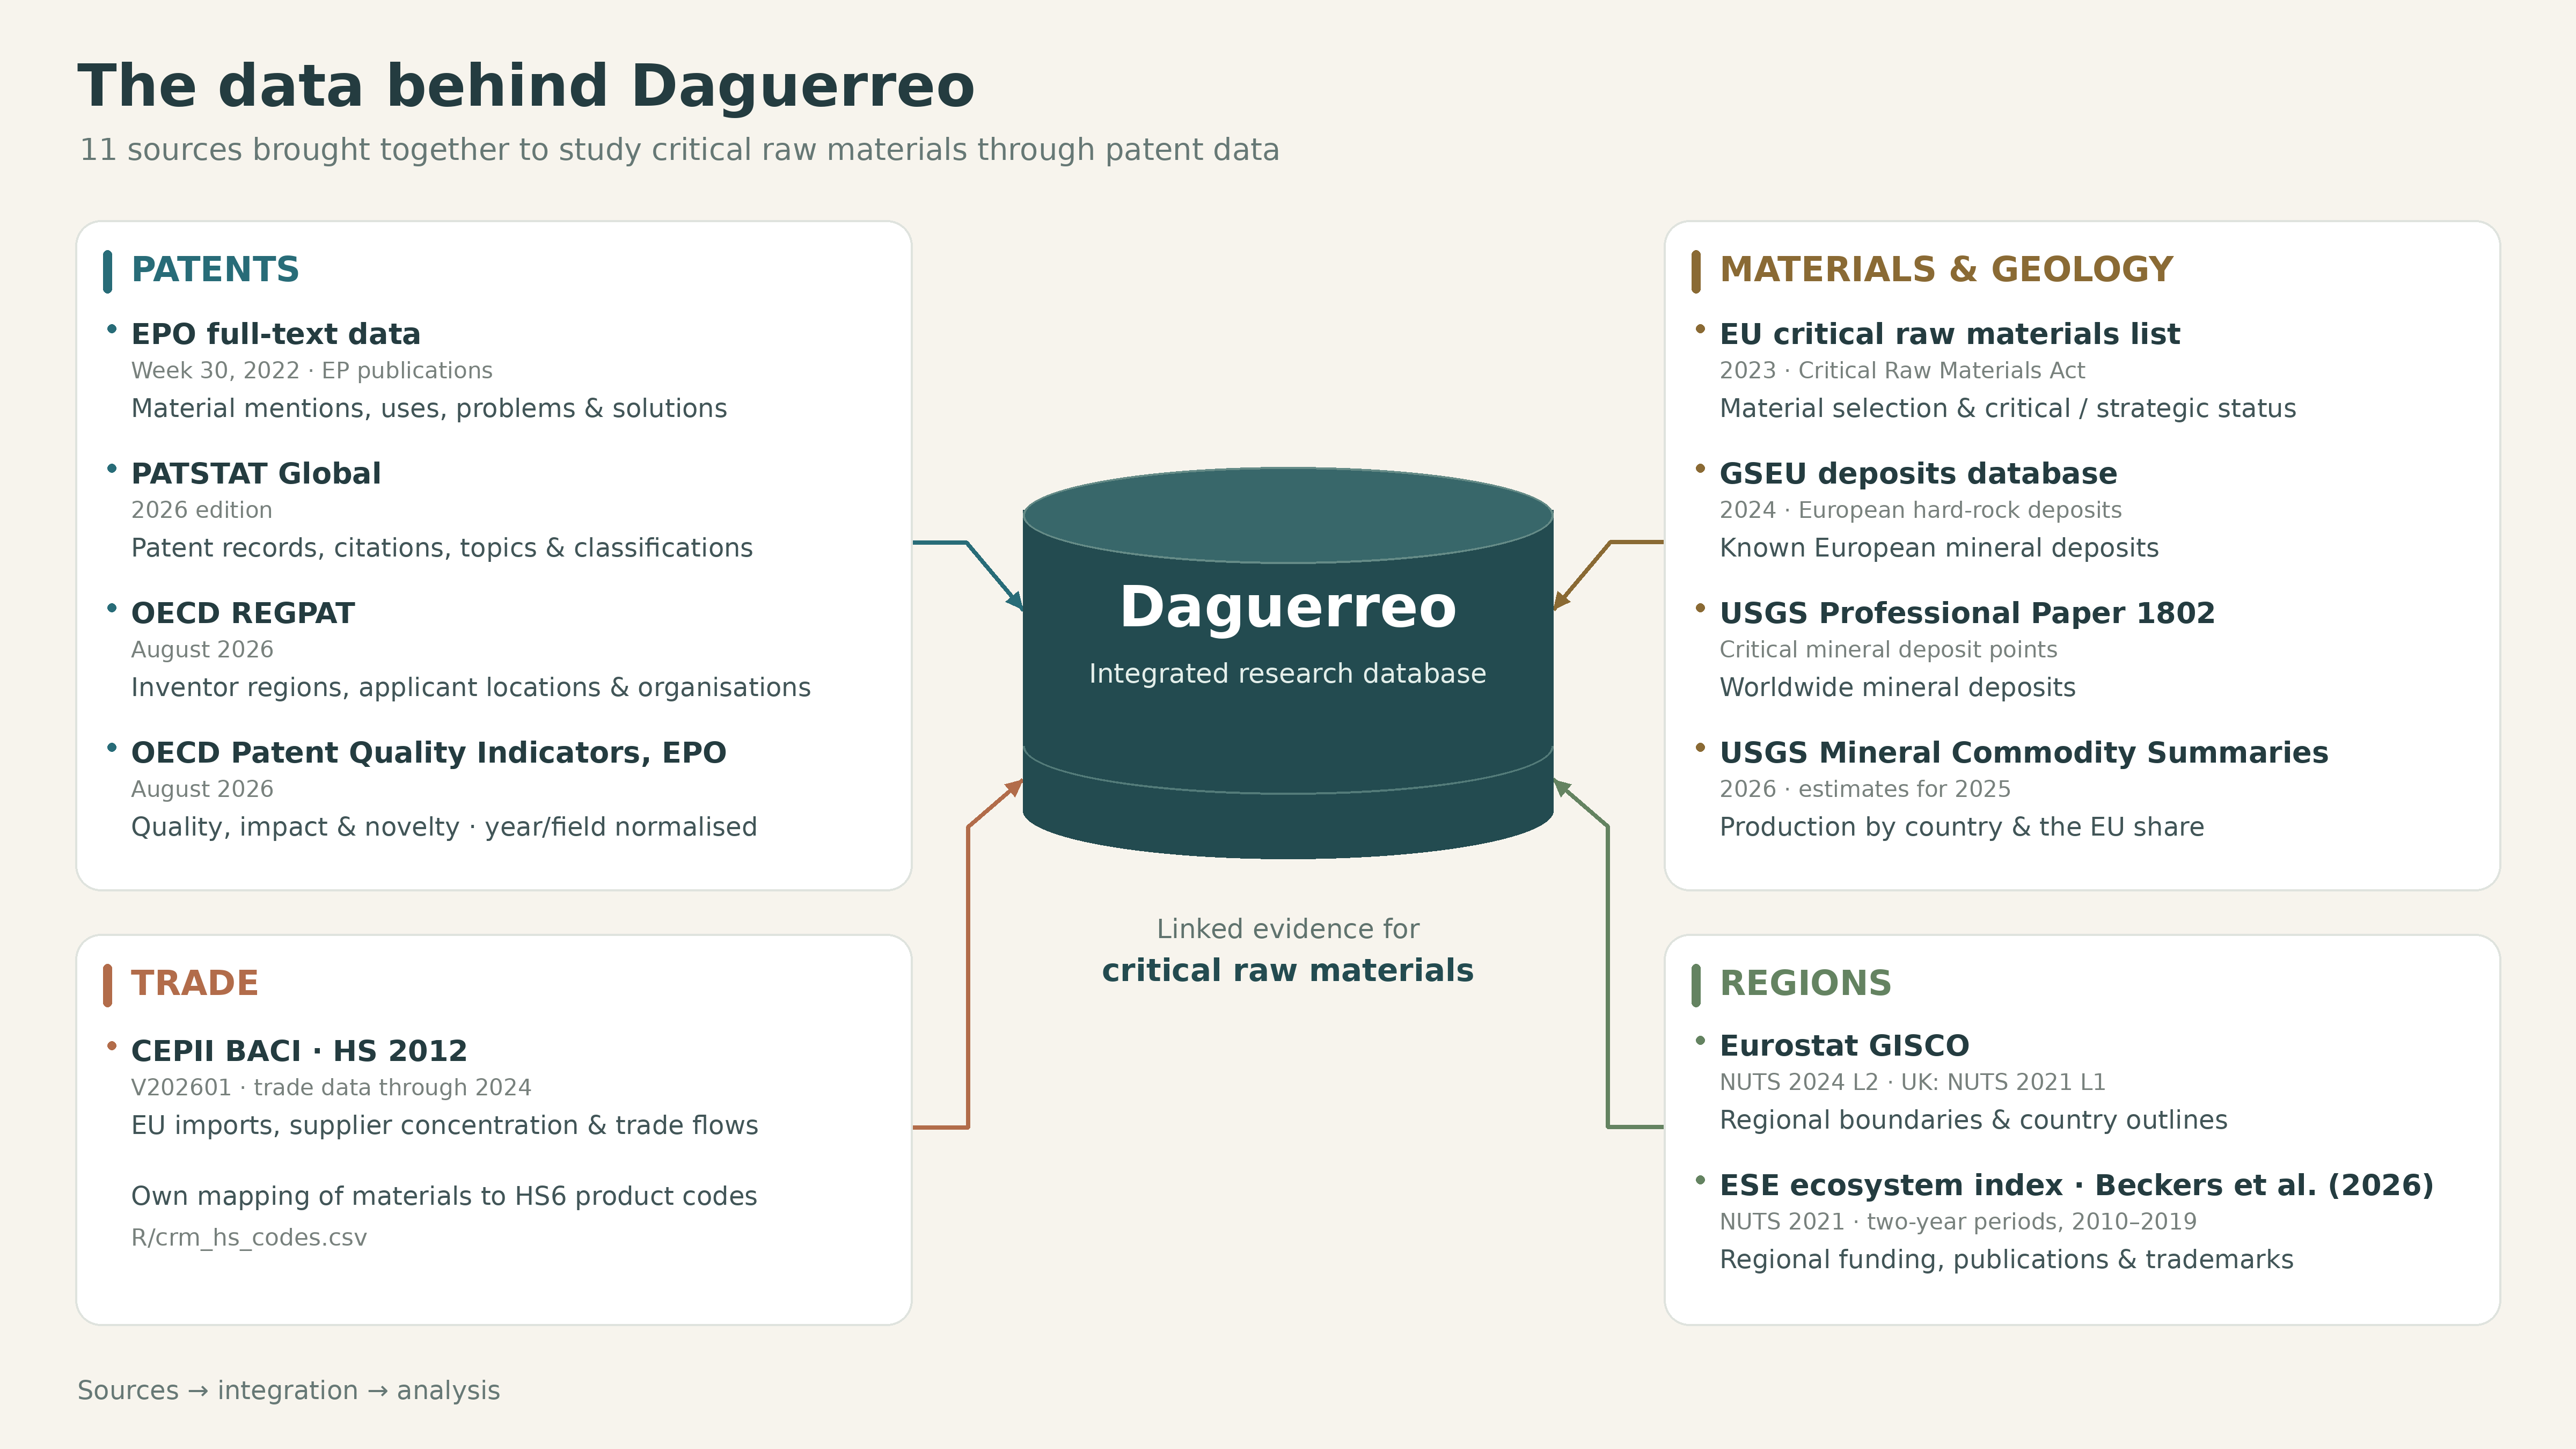 The data behind Daguerreo
11 sources brought together to study critical raw materials through patent data
PATENTS
• EPO full-text data
Week 30, 2022 · EP publications
Material mentions, uses, problems & solutions
• PATSTAT Global
2026 edition
Patent records, citations, topics & classifications
• OECD REGPAT
August 2026
Inventor regions, applicant locations & organisations
• OECD Patent Quality Indicators, EPO
August 2026
Quality, impact & novelty · year/field normalised
TRADE
• CEPII BACI · HS 2012
V202601 · trade data through 2024
EU imports, supplier concentration & trade flows
Own mapping of materials to HS6 product codes
R/crm_hs_codes.csv
Daguerreo
Integrated research database
Linked evidence for
critical raw materials
MATERIALS & GEOLOGY
• EU critical raw materials list
2023 · Critical Raw Materials Act
Material selection & critical / strategic status
• GSEU deposits database
2024 · European hard-rock deposits
Known European mineral deposits
• USGS Professional Paper 1802
Critical mineral deposit points
Worldwide mineral deposits
• USGS Mineral Commodity Summaries
2026 · estimates for 2025
Production by country & the EU share
REGIONS
• Eurostat GISCO
NUTS 2024 L2 · UK: NUTS 2021 L1
Regional boundaries & country outlines
• ESE ecosystem index · Beckers et al. (2026)
NUTS 2021 · two-year periods, 2010–2019
Regional funding, publications & trademarks
Sources → integration → analysis